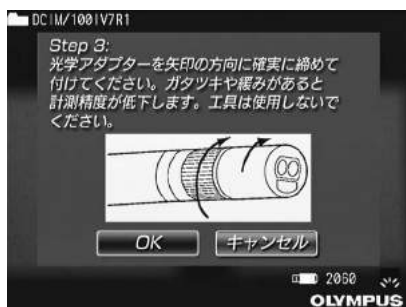 DCIM/100IV7R1
Step 3:
光学アダプターを矢印の方向に確実に締めて
付けてください。ガタツキや緩みがあると
計測精度が低下します。工具は使用しないで
ください。
OK キャンセル
2060
OLYMPUS